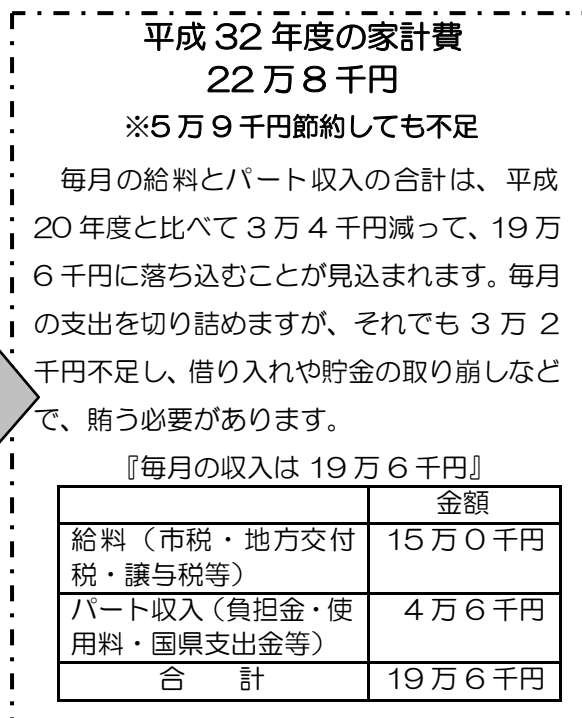 平成 32 年度の家計費
22 万 8 千円
※5 万 9 千円節約しても不足
毎月の給料とパート収入の合計は、平成
20 年度と比べて 3 万 4 千円減って、19 万
6 千円に落ち込むことが見込まれます。毎月
の支出を切り詰めますが、それでも 3 万 2
千円不足し、借り入れや貯金の取り崩しなど
で、賄う必要があります。
『毎月の収入は 19 万 6 千円』
金額
給料（市税・地方交付 15 万 0 千円
税・譲与税等）
パート収入（負担金・使 4 万 6 千円
用料・国県支出金等）
合　計 19 万 6 千円